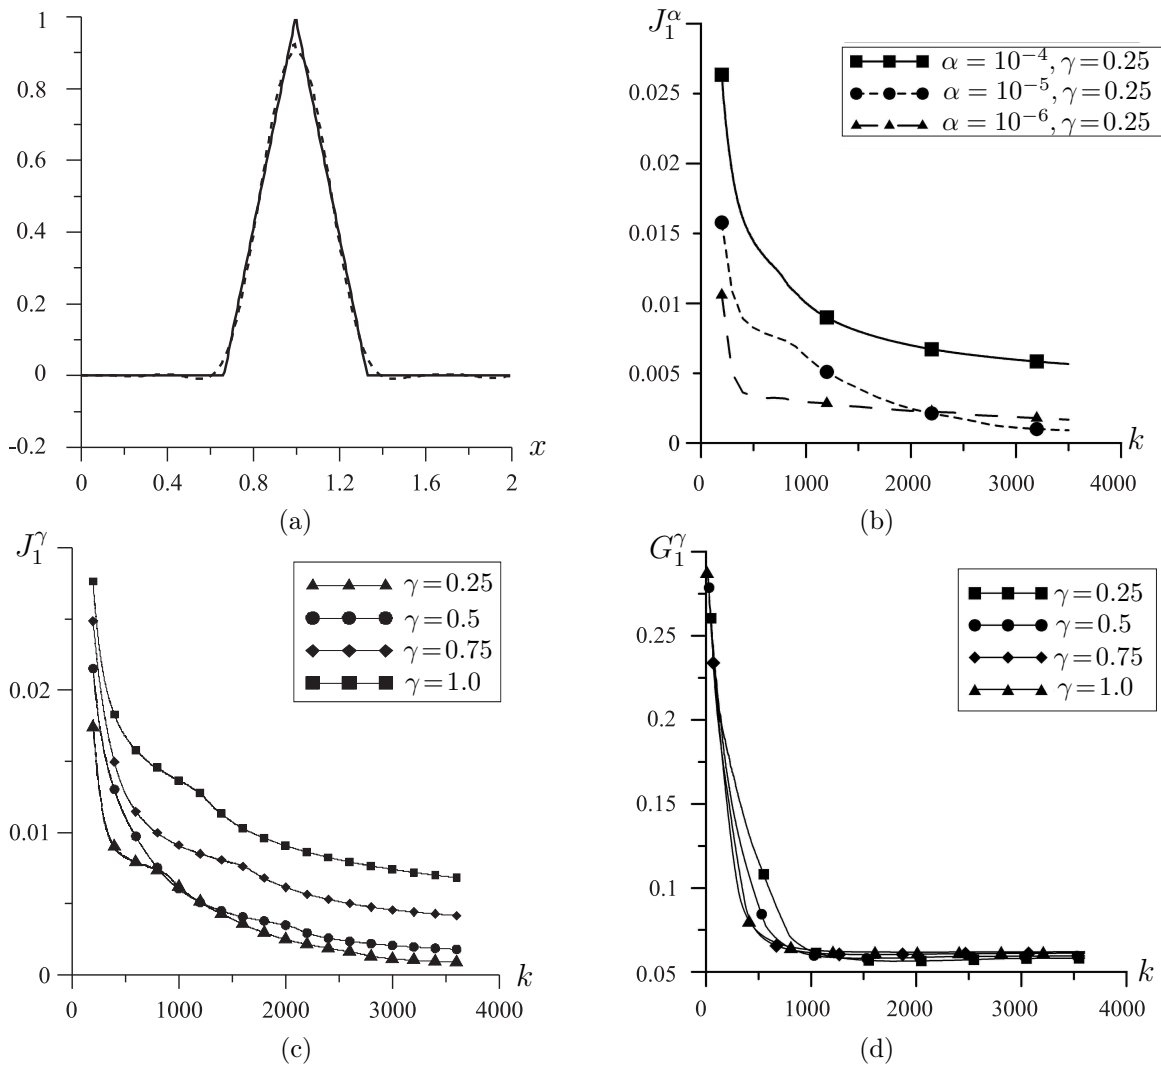 1
0.8
0.6
0.4
0.2
0
-0.2
0 0.4 0.8 1.2 1.6 2
x
(a)
J₁^α
α = 10⁻⁴, γ = 0.25
α = 10⁻⁵, γ = 0.25
α = 10⁻⁶, γ = 0.25
0.025
0.02
0.015
0.01
0.005
0
0 1000 2000 3000 4000
k
(b)
J₁^γ
γ = 0.25
γ = 0.5
γ = 0.75
γ = 1.0
0.02
0.01
0
0 1000 2000 3000 4000
k
(c)
G₁^γ
γ = 0.25
γ = 0.5
γ = 0.75
γ = 1.0
0.25
0.2
0.15
0.1
0.05
0 1000 2000 3000 4000
k
(d)